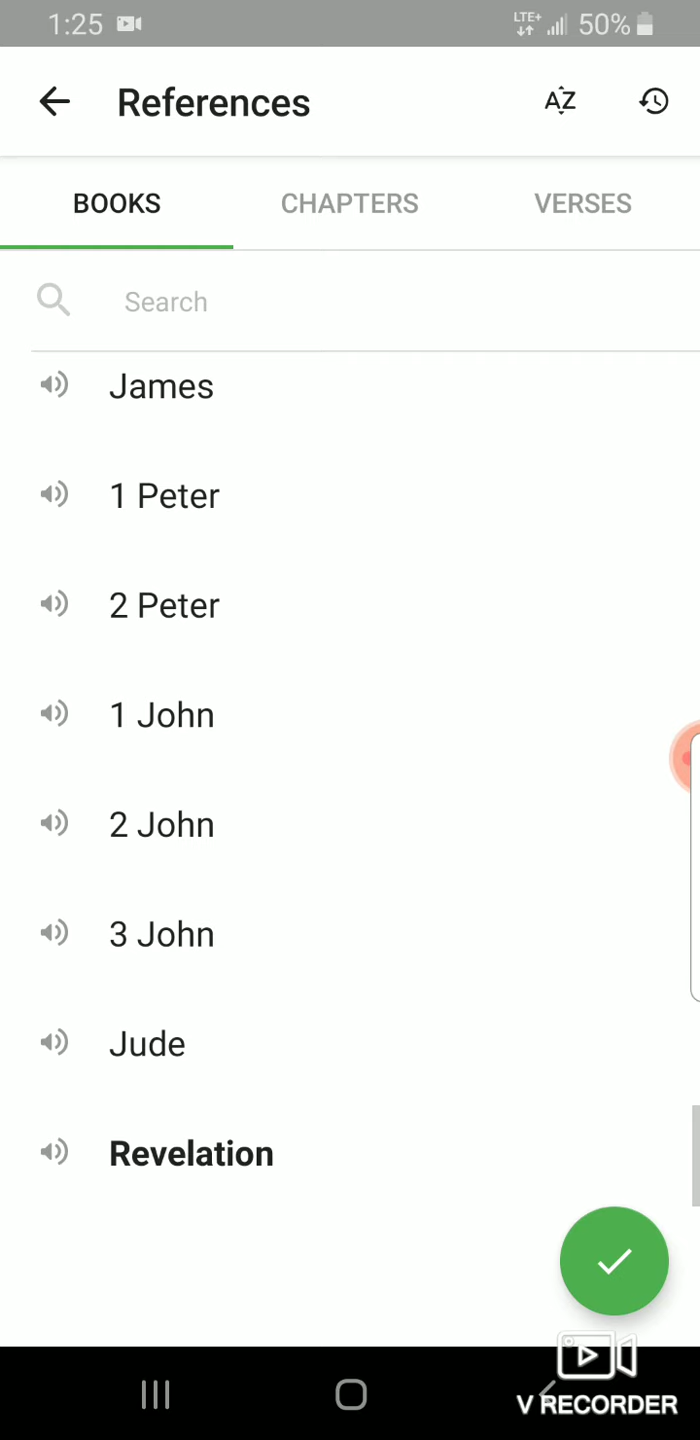 1:25
LTE+ 50%
References
AZ
BOOKS CHAPTERS VERSES
Search
James
1 Peter
2 Peter
1 John
2 John
3 John
Jude
Revelation
V RECORDER